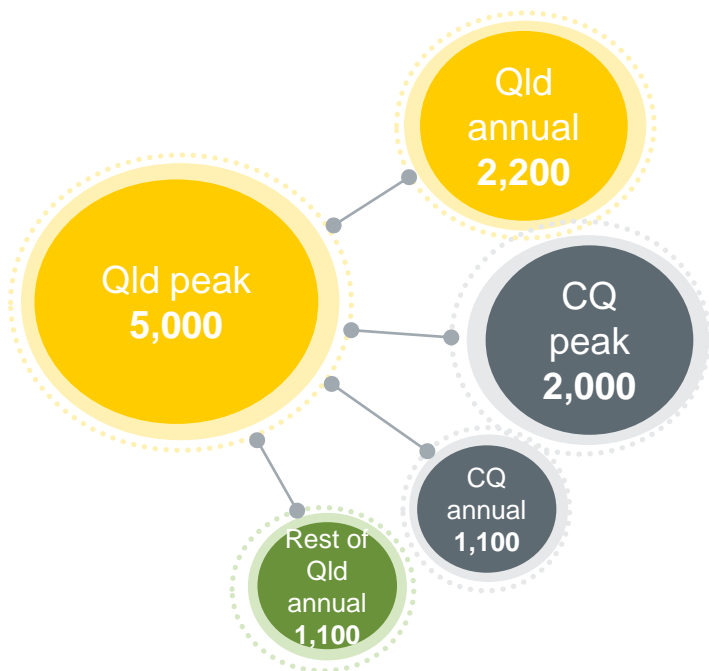 Qld
annual
2,200
Qld peak
5,000
CQ
peak
2,000
CQ
annual
1,100
Rest of
Qld
annual
1,100